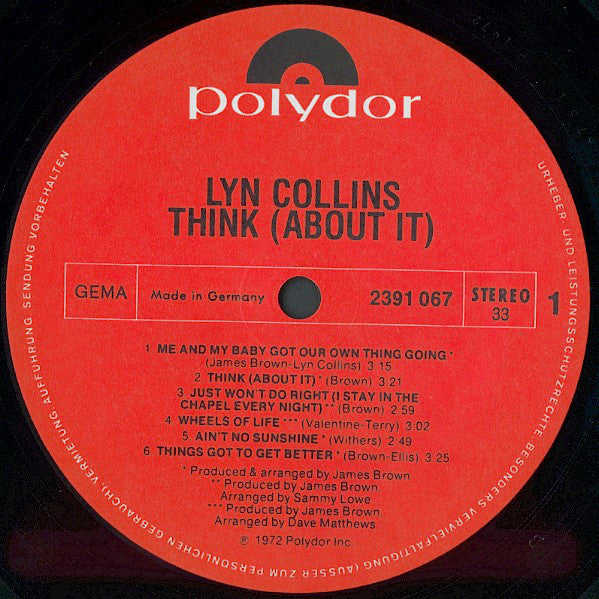 polydor
LYN COLLINS
THINK (ABOUT IT)
GEMA
Made in Germany
2391 067
STEREO
33
1
1 ME AND MY BABY GOT OUR OWN THING GOING *
(James Brown-Lyn Collins) 3:15
2 THINK (ABOUT IT) * (Brown) 3:21
3 JUST WON'T DO RIGHT (I STAY IN THE
CHAPEL EVERY NIGHT) ** (Brown) 2:59
4 WHEELS OF LIFE *** (Valentine-Terry) 3:02
5 AIN'T NO SUNSHINE * (Withers) 2:49
6 THINGS GOT TO GET BETTER * (Brown-Ellis) 3:25
* Produced & arranged by James Brown
** Produced by James Brown
Arranged by Sammy Lowe
*** Produced by James Brown
Arranged by Dave Matthews
℗ 1972 Polydor Inc.
URHEBER- UND LEISTUNGSSCHUTZRECHTE, BESONDERS VERVIELFÄLTIGUNG (AUSSER ZUM PERSÖNLICHEN GEBRAUCH), VERMIETUNG AUFFÜHRUNG, SENDUNG VORBEHALTEN